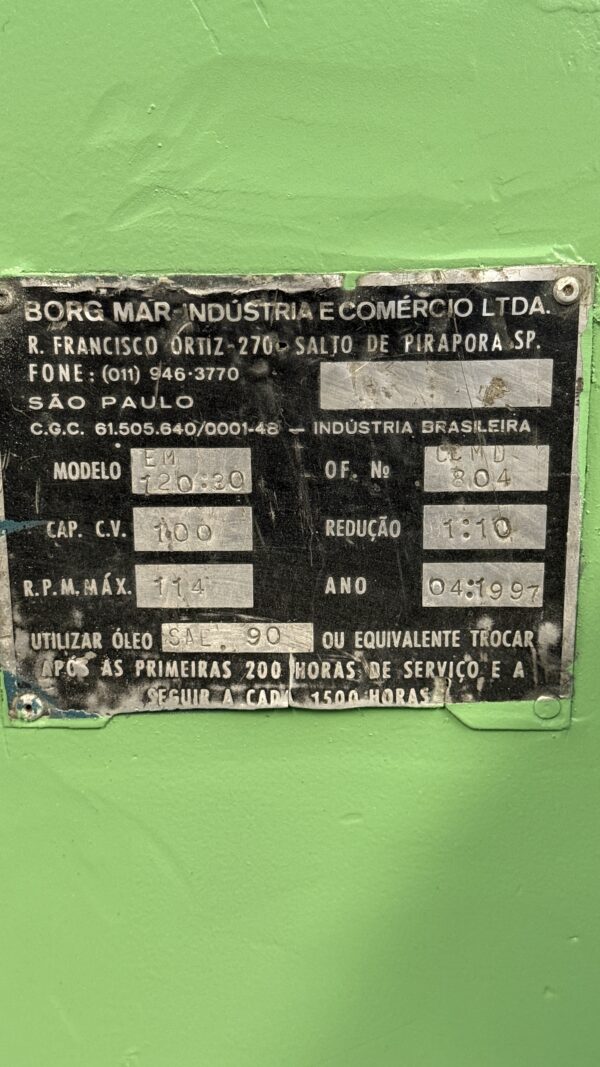 BORG MAR INDÚSTRIA E COMÉRCIO LTDA.
R. FRANCISCO ORTIZ-270 SALTO DE PIRAPORA SP.
FONE: (011) 946-3770
SÃO PAULO
C.G.C. 61.505.640/0001-48 — INDÚSTRIA BRASILEIRA
MODELO EM 120:30 OF. Nº 804
CAP. C.V. 100 REDUÇÃO 1:10
R.P.M. MÁX. 114 ANO 04:1997
UTILIZAR ÓLEO SAE. 90 OU EQUIVALENTE TROCAR
APÓS AS PRIMEIRAS 200 HORAS DE SERVIÇO E A
SEGUIR A CADA 1500 HORAS